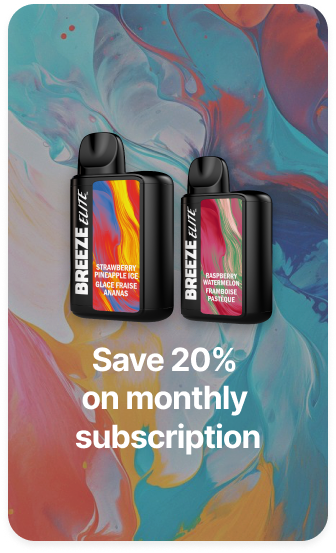 BREEZE ELITE
STRAWBERRY
PINEAPPLE ICE
GLACE FRAISE
ANANAS
BREEZE ELITE
RASPBERRY
WATERMELON
FRAMBOISE
PASTÈQUE
Save 20%
on monthly
subscription